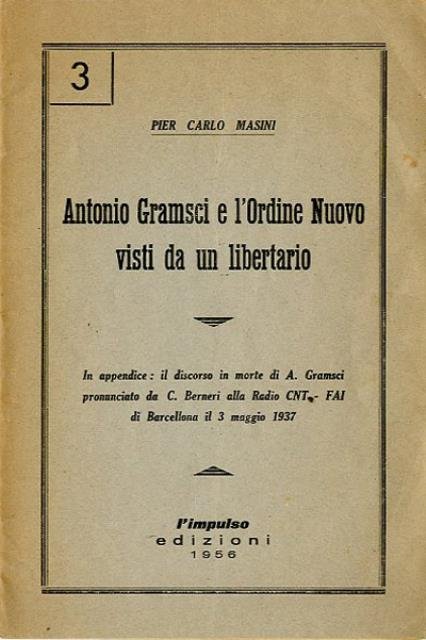 3
PIER CARLO MASINI
Antonio Gramsci e l'Ordine Nuovo
visti da un libertario
In appendice : il discorso in morte di A. Gramsci
pronunciato da C. Berneri alla Radio CNT. - FAI
di Barcellona il 3 maggio 1937
l'impulso
edizioni
1956